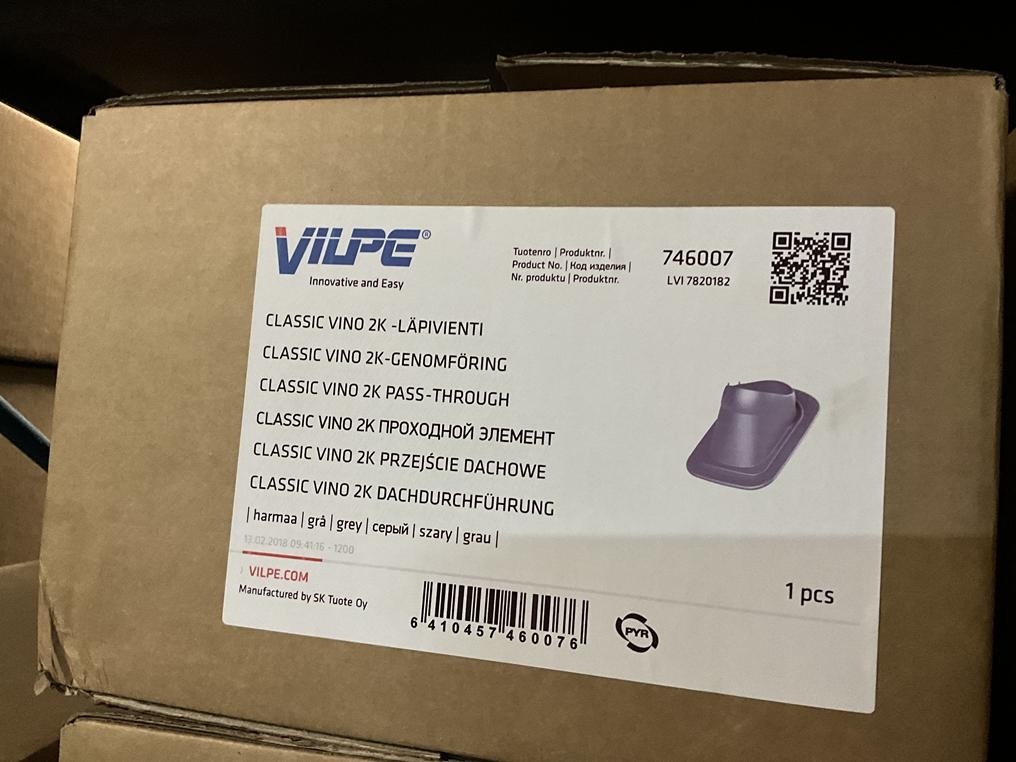 VILPE®
Innovative and Easy
Tuotenro | Produktnr. |
Product No. | Код изделия |
Nr. produktu | Produktnr.
746007
LVI 7820182
CLASSIC VINO 2K -LÄPIVIENTI
CLASSIC VINO 2K-GENOMFÖRING
CLASSIC VINO 2K PASS-THROUGH
CLASSIC VINO 2K ПРОХОДНОЙ ЭЛЕМЕНТ
CLASSIC VINO 2K PRZEJŚCIE DACHOWE
CLASSIC VINO 2K DACHDURCHFÜHRUNG
| harmaa | grå | grey | серый | szary | grau |
13.02.2018 09:41:16 - 1200
› VILPE.COM
Manufactured by SK Tuote Oy
1 pcs
6 410457 460076
PYR